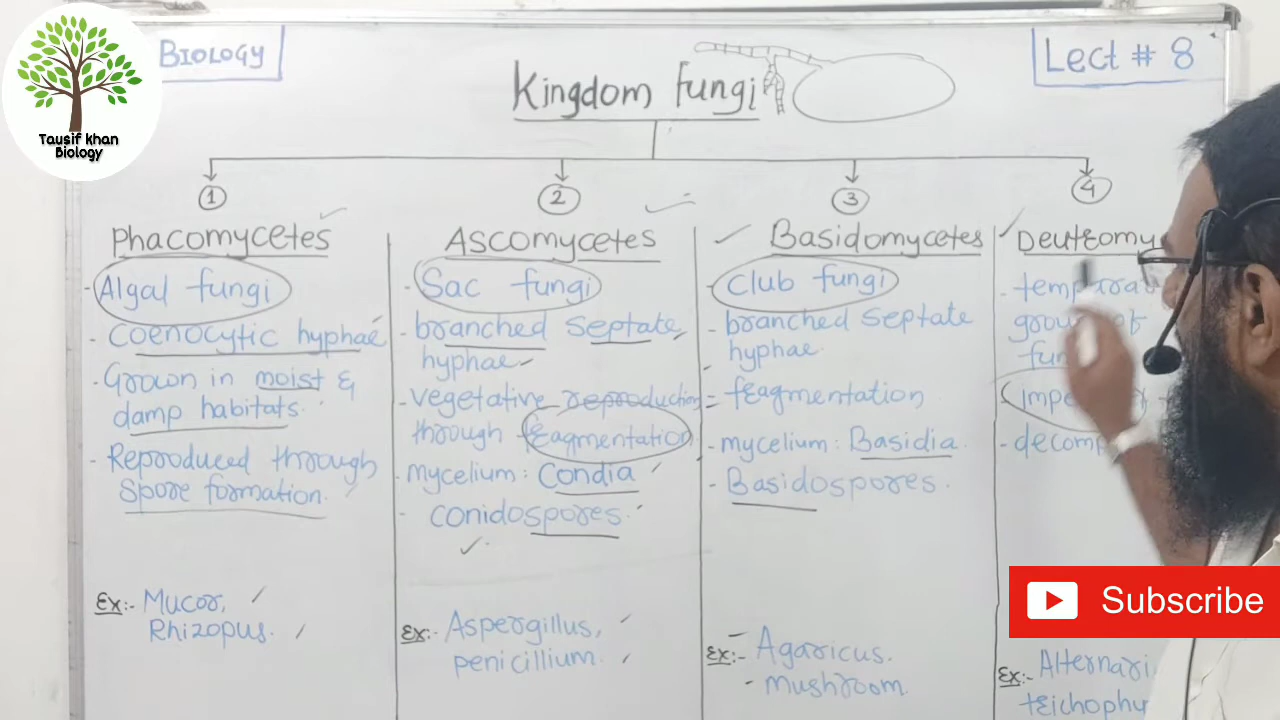 Tausif khan
Biology
BIOLOGY
Lect # 8
Kingdom fungi
1
2
3
4
Phacomycetes
- Algal fungi
- Coenocytic hyphae
- Grown in moist &
damp habitats.
- Reproduced through
spore formation.
Ex:- Mucor,
Rhizopus.
Ascomycetes
- Sac fungi
- branched septate
hyphae
- vegetative reproduction
through feagmentation
- mycelium: Condia
- conidospores
Ex:- Aspergillus,
penicillium.
Basidomycetes
- Club fungi
- branched septate
hyphae
- feagmentation
- mycelium: Basidia
- Basidospores
Ex:- Agaricus.
- mushroom.
Subscribe